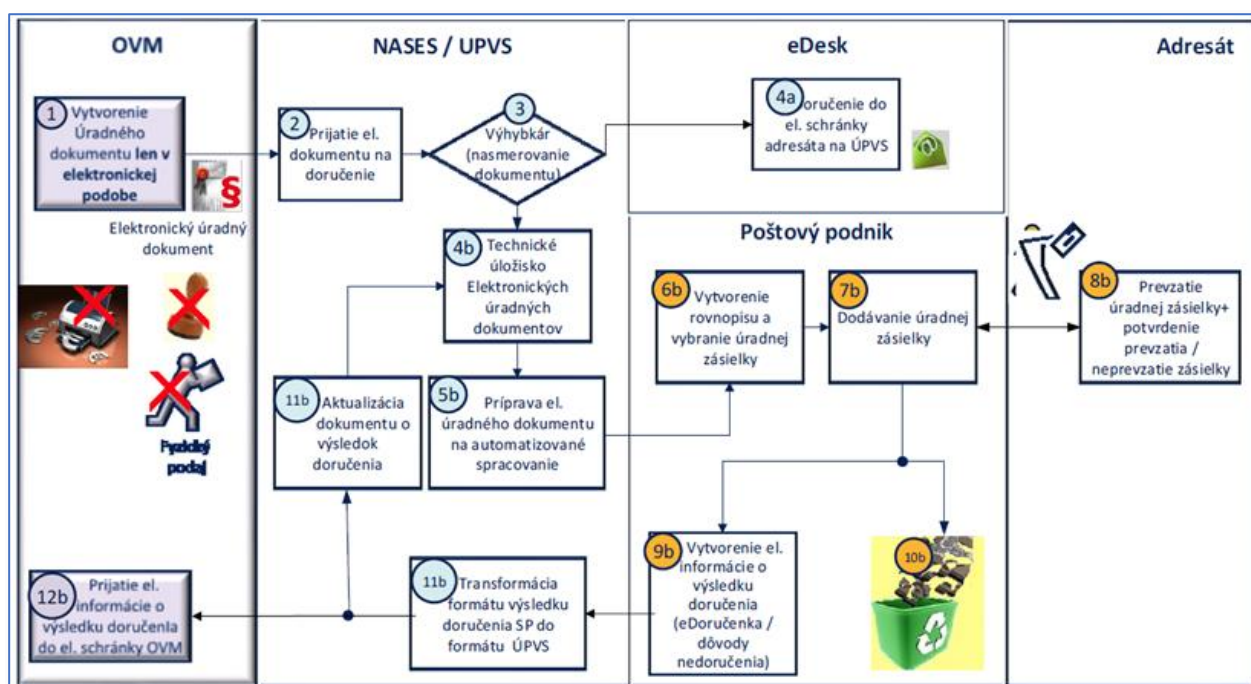 OVM
NASES / UPVS
eDesk
Adresát
1
Vytvorenie
Úradného
dokumentu len v
elektronickej
podobe
§
Elektronický úradný
dokument
Fyzický
podaj
2
Prijatie el.
dokumentu na
doručenie
3
Výhybkár
(nasmerovanie
dokumentu)
4a
oručenie do
el. schránky
adresáta na ÚPVS
@
4b
Technické
úložisko
Elektronických
úradných
dokumentov
5b
Príprava el.
úradného dokumentu
na automatizované
spracovanie
Poštový podnik
6b
Vytvorenie
rovnopisu a
vybranie úradnej
zásielky
7b
Dodávanie úradnej
zásielky
8b
Prevzatie
úradnej zásielky+
potvrdenie
prevzatia /
neprevzatie zásielky
9b
Vytvorenie el.
informácie o
výsledku doručenia
(eDoručenka /
dôvody
nedoručenia)
10b
11b
Transformácia
formátu výsledku
doručenia SP do
formátu ÚPVS
11b
Aktualizácia
dokumentu o
výsledok
doručenia
12b
Prijatie el.
informácie o
výsledku doručenia
do el. schránky OVM